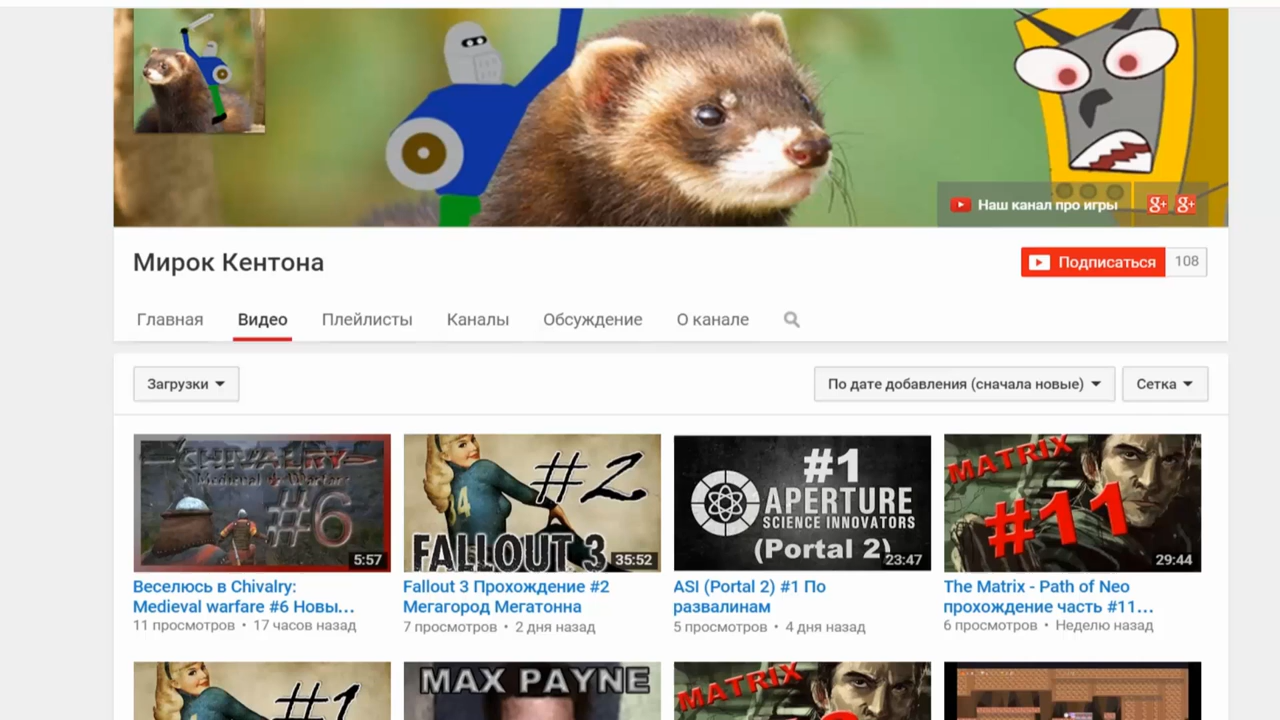 Наш канал про игры
g+ g+
Мирок Кентона
Подписаться 108
Главная Видео Плейлисты Каналы Обсуждение О канале
Загрузки По дате добавления (сначала новые) Сетка
CHIVALRY
Medieval Warfare
#6
5:57
#2
FALLOUT 3
35:52
#1
APERTURE
SCIENCE INNOVATORS
(Portal 2)
23:47
MATRIX
#11
29:44
Веселюсь в Chivalry:
Medieval warfare #6 Новы...
11 просмотров • 17 часов назад
Fallout 3 Прохождение #2
Мегагород Мегатонна
7 просмотров • 2 дня назад
ASI (Portal 2) #1 По
развалинам
5 просмотров • 4 дня назад
The Matrix - Path of Neo
прохождение часть #11...
6 просмотров • Неделю назад
#1
MAX PAYNE
MATRIX